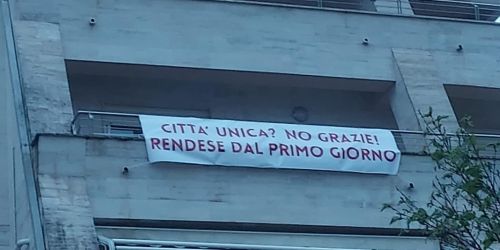 CITTA' UNICA? NO GRAZIE!
RENDESE DAL PRIMO GIORNO